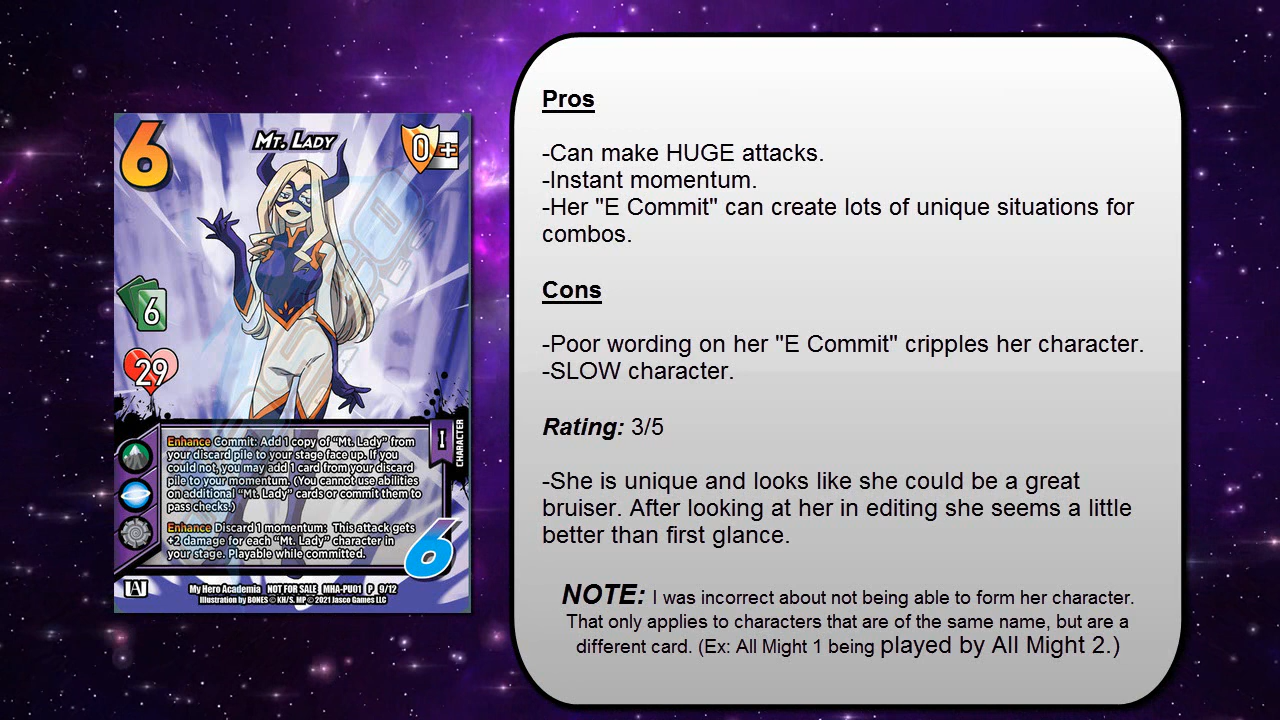 6
Mt. Lady
0 +
6
29
Enhance Commit: Add 1 copy of "Mt. Lady" from
your discard pile to your stage face up. If you
could not, you may add 1 card from your discard
pile to your momentum. (You cannot use abilities
on additional "Mt. Lady" cards or commit them to
pass checks.)
Enhance Discard 1 momentum: This attack gets
+2 damage for each "Mt. Lady" character in
your stage. Playable while committed.
I
CHARACTER
6
My Hero Academia NOT FOR SALE MHA-PU01 P 9/12
Illustration by BONES © KH/S, MP © 2021 Jasco Games LLC
Pros
-Can make HUGE attacks.
-Instant momentum.
-Her "E Commit" can create lots of unique situations for
combos.
Cons
-Poor wording on her "E Commit" cripples her character.
-SLOW character.
Rating: 3/5
-She is unique and looks like she could be a great
bruiser. After looking at her in editing she seems a little
better than first glance.
NOTE: I was incorrect about not being able to form her character.
That only applies to characters that are of the same name, but are a
different card. (Ex: All Might 1 being played by All Might 2.)